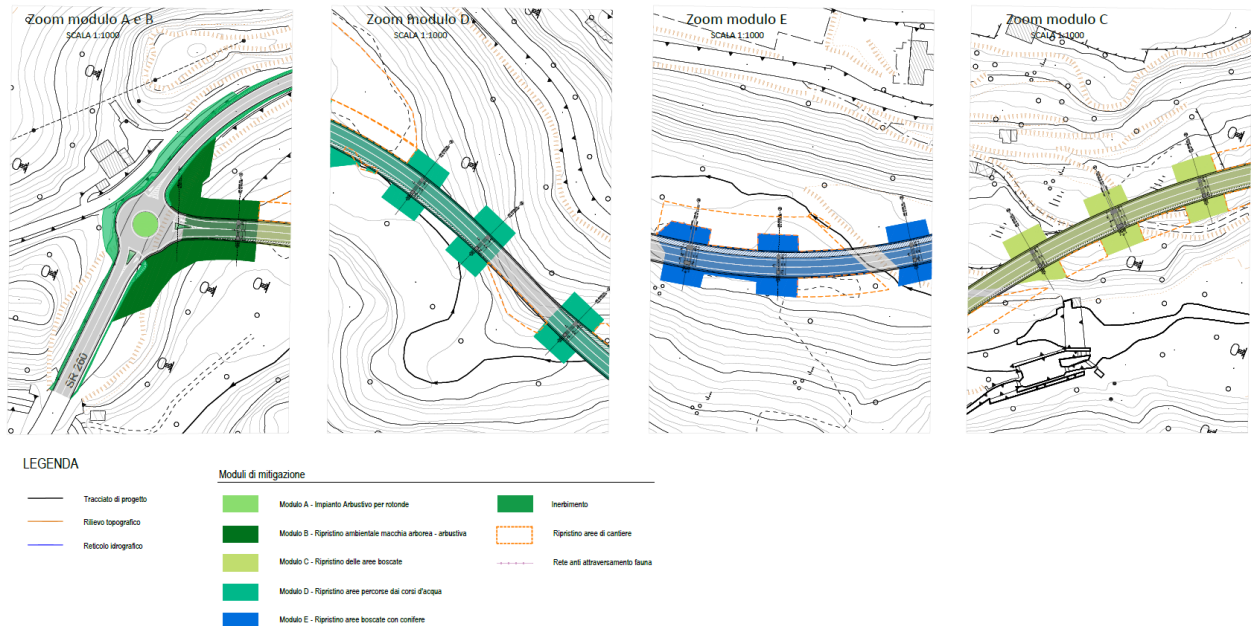 Zoom modulo A e B
SCALA 1:1000
Zoom modulo D
SCALA 1:1000
Zoom modulo E
SCALA 1:1000
Zoom modulo C
SCALA 1:1000
SR 260
LEGENDA
Tracciato di progetto
Rilievo topografico
Reticolo idrografico
Moduli di mitigazione
Modulo A - Impianto Arbustivo per rotonde
Modulo B - Ripristino ambientale macchia arborea - arbustiva
Modulo C - Ripristino delle aree boscate
Modulo D - Ripristino aree percorse dai corsi d'acqua
Modulo E - Ripristino aree boscate con conifere
Inerbimento
Ripristino aree di cantiere
Rete anti attraversamento fauna